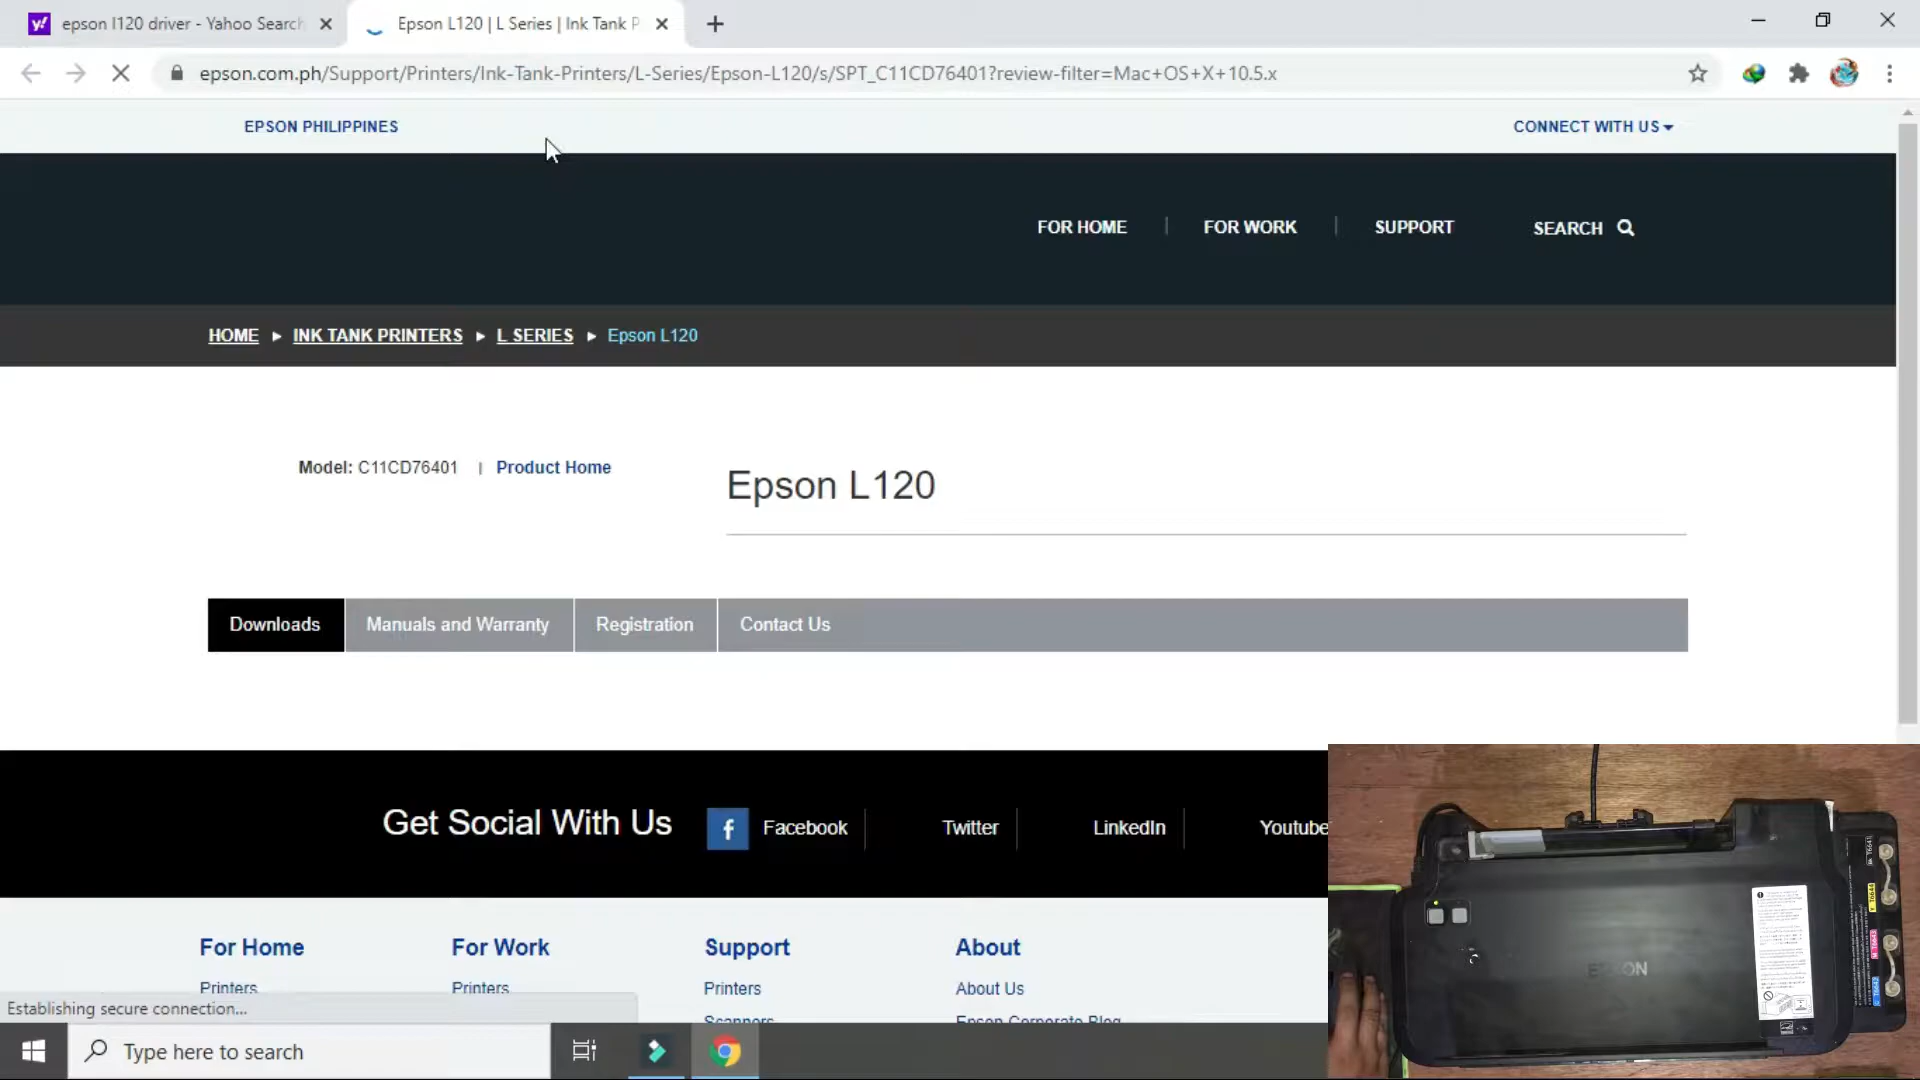 epson l120 driver - Yahoo Search
Epson L120 | L Series | Ink Tank P
epson.com.ph/Support/Printers/Ink-Tank-Printers/L-Series/Epson-L120/s/SPT_C11CD76401?review-filter=Mac+OS+X+10.5.x
EPSON PHILIPPINES
CONNECT WITH US
FOR HOME | FOR WORK | SUPPORT
SEARCH
HOME ▸ INK TANK PRINTERS ▸ L SERIES ▸ Epson L120
Model: C11CD76401 | Product Home
Epson L120
Downloads
Manuals and Warranty
Registration
Contact Us
Get Social With Us
Facebook
Twitter
LinkedIn
Youtube
For Home
For Work
Support
About
Printers
Printers
Printers
About Us
Scanners
Epson Corporate Blog
Establishing secure connection...
Type here to search
EPSON